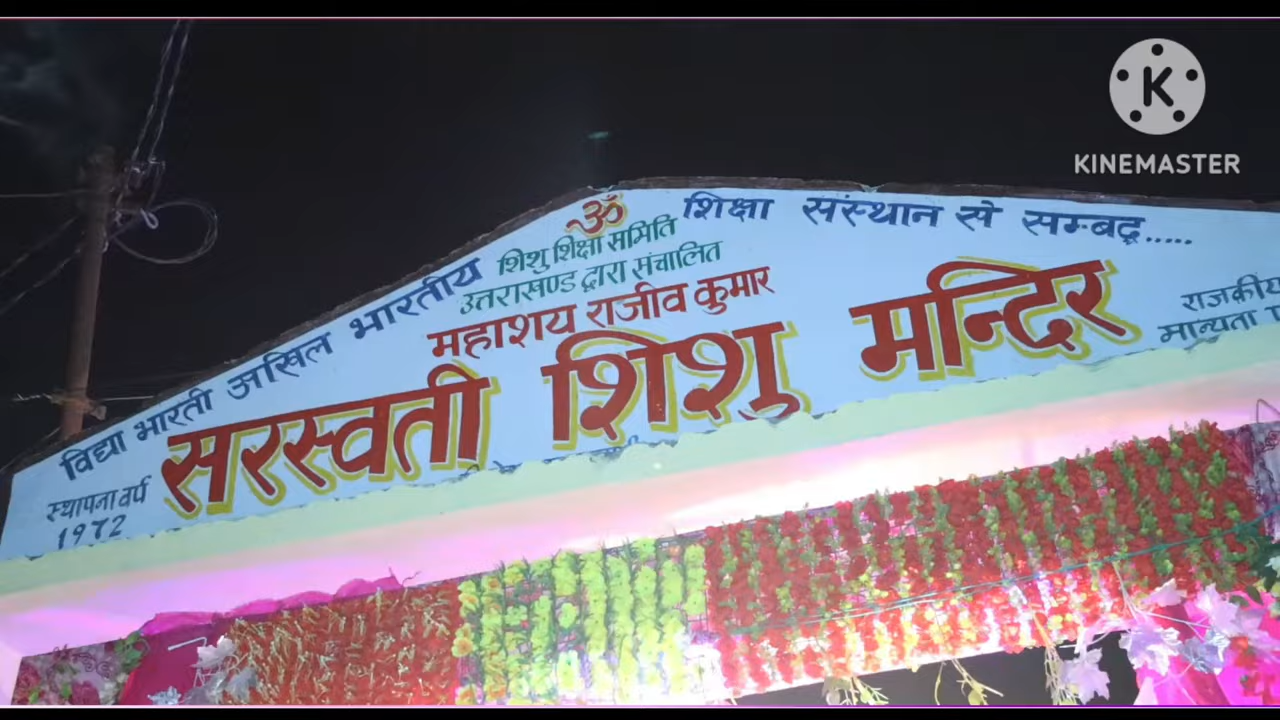 KINEMASTER
ॐ
विद्या भारती अखिल भारतीय शिक्षा संस्थान से सम्बद्ध.....
शिशु शिक्षा समिति
उत्तराखण्ड द्वारा संचालित
महाशय राजीव कुमार
सरस्वती शिशु मन्दिर
स्थापना वर्ष
1972
राजकीय
मान्यता